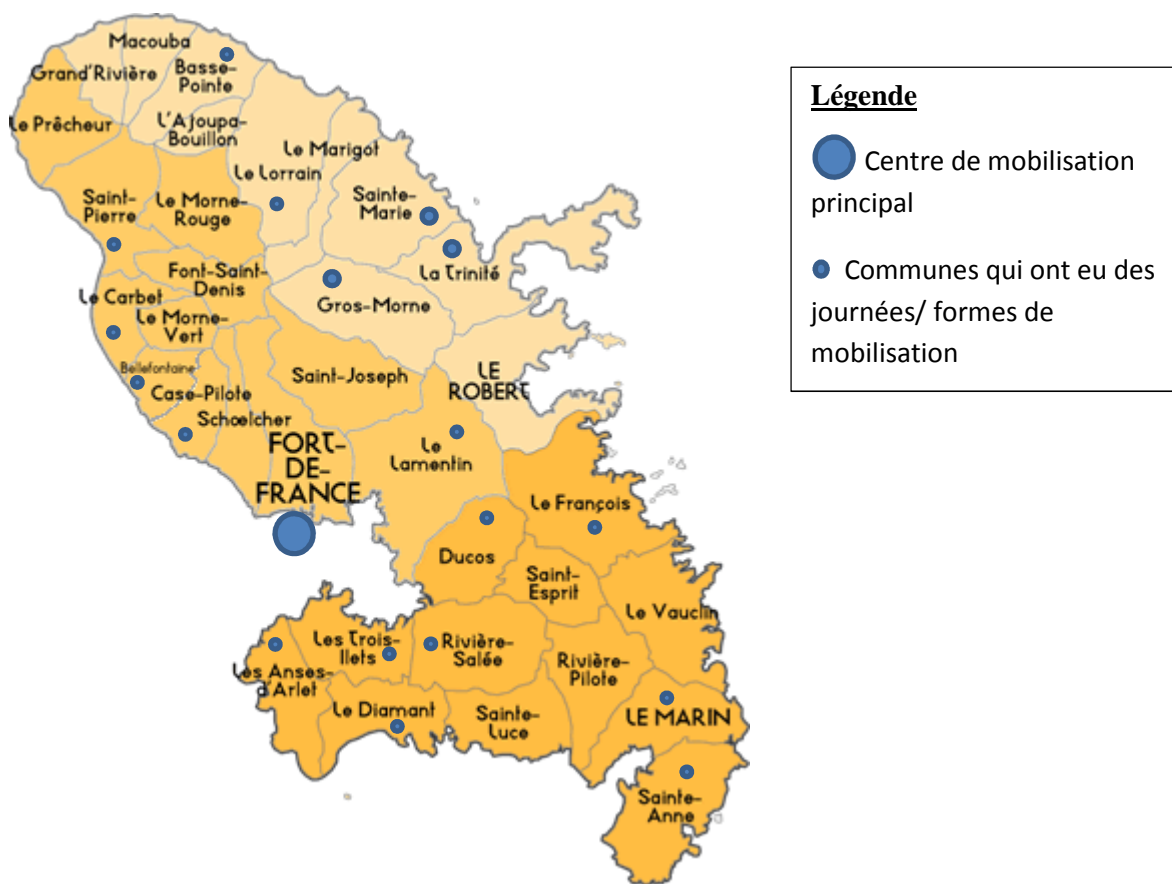 Macouba
Grand'Rivière
Basse-
Pointe
Le Prêcheur
L'Ajoupa-
Bouillon
Le Marigot
Le Lorrain
Saint-
Pierre
Le Morne-
Rouge
Sainte-
Marie
La Trinité
Font-Saint-
Denis
Gros-Morne
Le Carbet
Le Morne-
Vert
Bellefontaine
Case-Pilote
Saint-Joseph
LE
ROBERT
Schœlcher
FORT-
DE-
FRANCE
Le
Lamentin
Le François
Ducos
Saint-
Esprit
Le Vauclin
Les Trois-
Ilets
Rivière-
Salée
Les Anses-
d'Arlet
Rivière-
Pilote
Le Diamant
Sainte-
Luce
LE MARIN
Sainte-
Anne
Légende
Centre de mobilisation
principal
Communes qui ont eu des
journées/ formes de
mobilisation